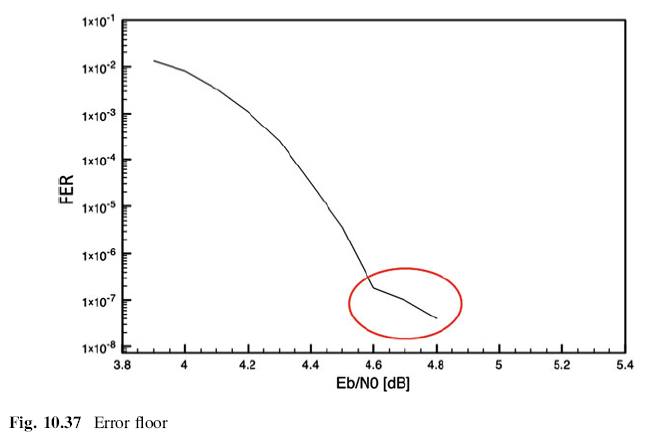 1x10-1
1x10-2
1x10-3
1x10-4
1x10-5
1x10-6
1x10-7
1x10-8
FER
3.8 4 4.2 4.4 4.6 4.8 5 5.2 5.4
Eb/N0 [dB]
Fig. 10.37 Error floor